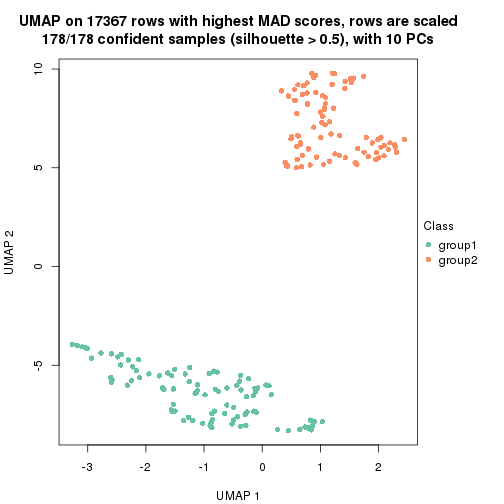 UMAP on 17367 rows with highest MAD scores, rows are scaled
178/178 confident samples (silhouette > 0.5), with 10 PCs
10
5
0
-5
UMAP 2
-3
-2
-1
0
1
2
UMAP 1
Class
group1
group2